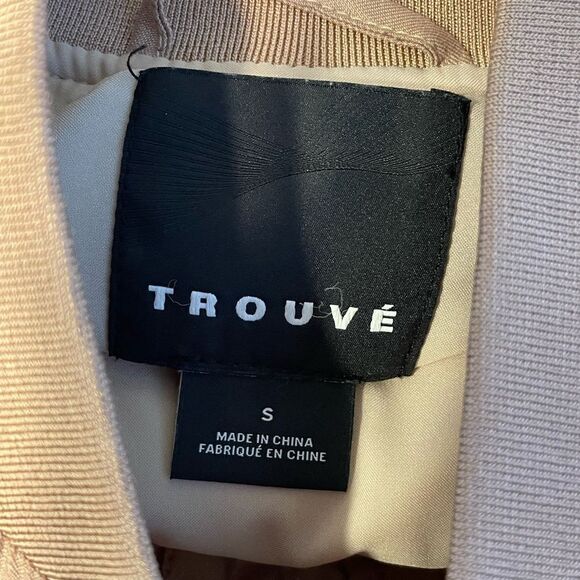 TROUVÉ
S
MADE IN CHINA
FABRIQUÉ EN CHINE